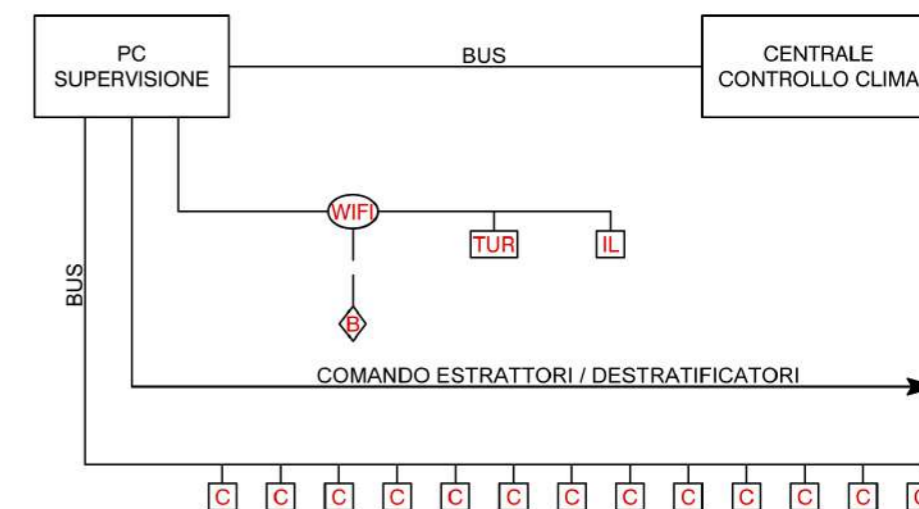 PC
SUPERVISIONE
BUS
CENTRALE
CONTROLLO CLIMA
WIFI
TUR
IL
BUS
B
COMANDO ESTRATTORI / DESTRATIFICATORI
C C C C C C C C C C C C C